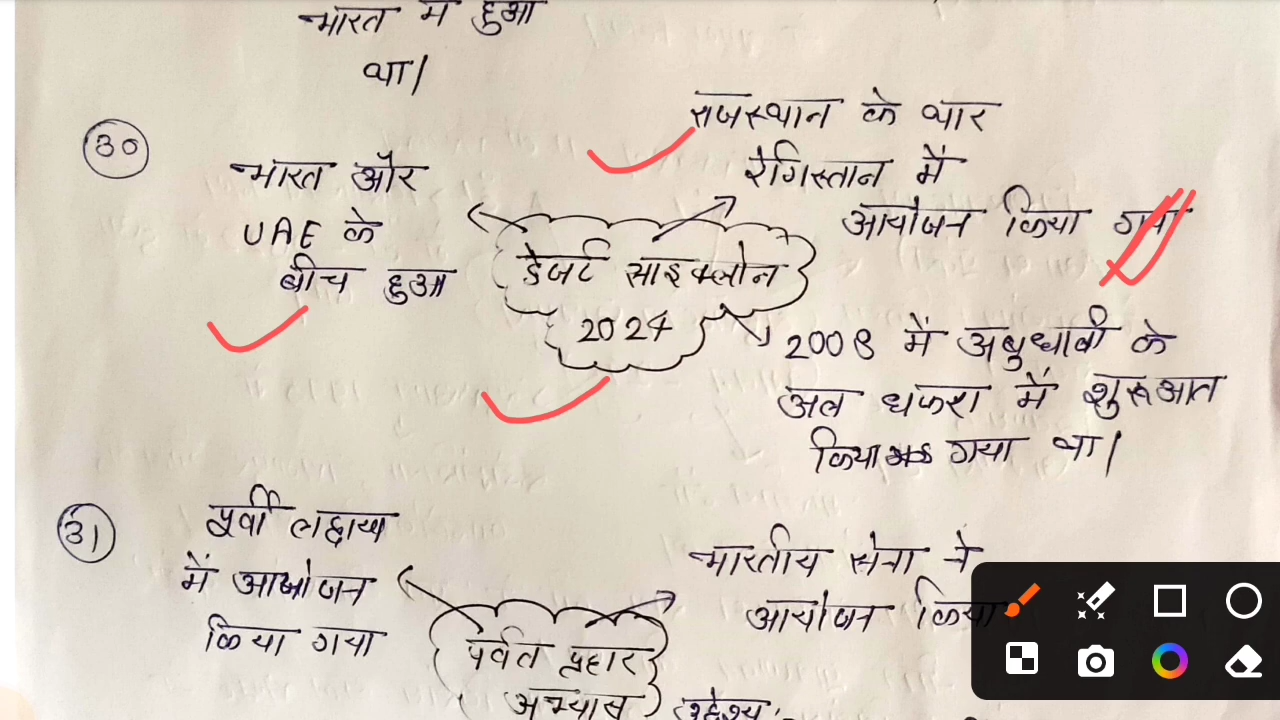 भारत में हुआ
था।
30
भारत और
UAE के
बीच हुआ
राजस्थान के थार
रेगिस्तान में
आयोजन किया गया
डेजर्ट साइक्लोन
2024
2008 में अबुधाबी के
अल धफरा में शुरूआत
किया गया था।
31
पूर्वी लद्दाख
में आयोजन
किया गया
भारतीय सेना ने
आयोजन किया
पर्वत प्रहार
अभ्यास
उद्देश्य:-